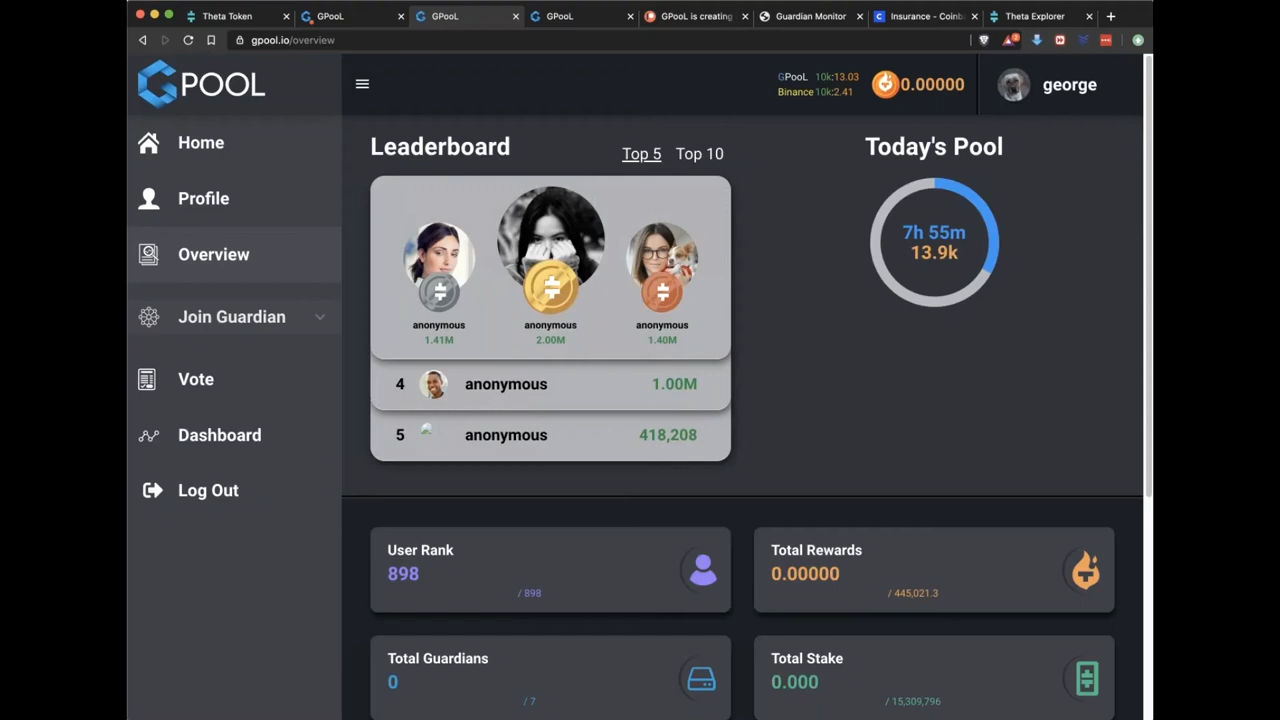 Theta Token
GPooL
GPooL
GPooL
GPooL is creating
Guardian Monitor
Insurance - Coinb
Theta Explorer
gpool.io/overview
GPOOL
GPooL 10k:13.03
Binance 10k:2.41
0.00000
george
Home
Profile
Overview
Join Guardian
Vote
Dashboard
Log Out
Leaderboard
Top 5
Top 10
anonymous
1.41M
anonymous
2.00M
anonymous
1.40M
4 anonymous 1.00M
5 anonymous 418,208
Today's Pool
7h 55m
13.9k
User Rank
898
/ 898
Total Rewards
0.00000
/ 445,021.3
Total Guardians
0
/ 7
Total Stake
0.000
/ 15,309,796